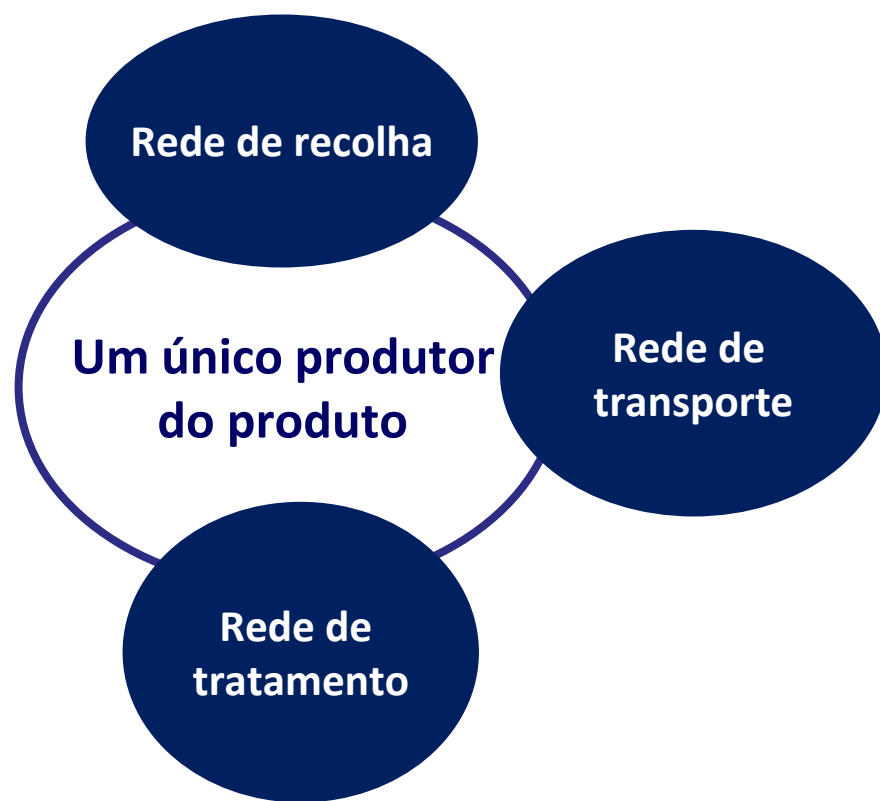 Rede de recolha
Um único produtor
do produto
Rede de
transporte
Rede de
tratamento